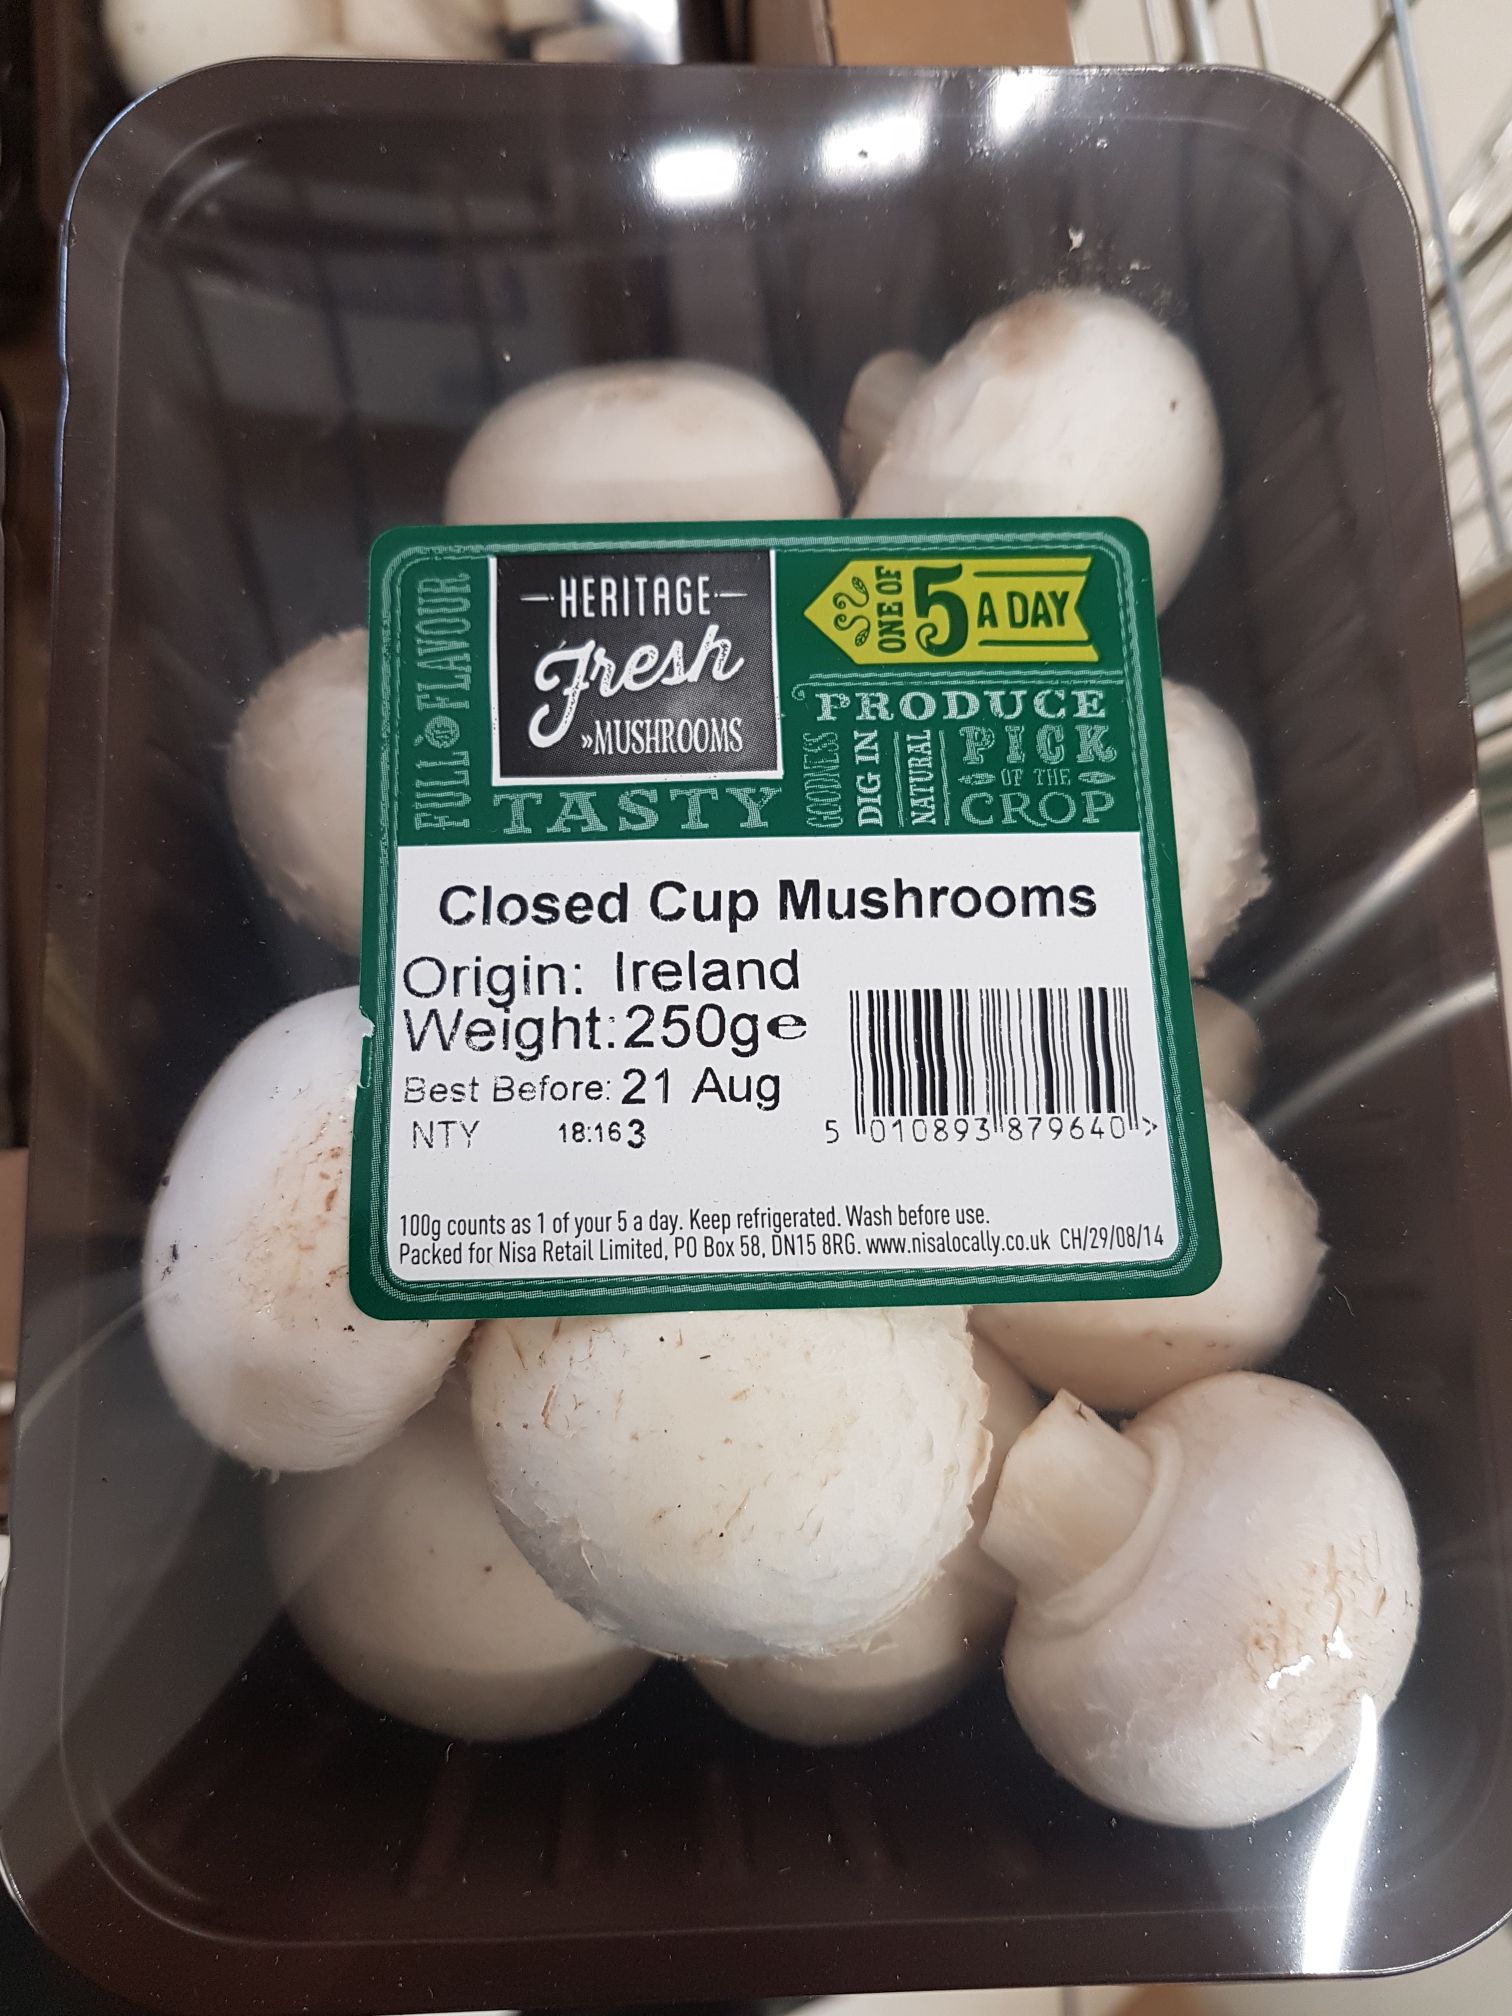 HERITAGE
Fresh
»MUSHROOMS
FULL OF FLAVOUR
TASTY
ONE OF 5 A DAY
PRODUCE
GOODNESS
DIG IN
NATURAL
PICK
OF THE
CROP
Closed Cup Mushrooms
Origin: Ireland
Weight:250g℮
Best Before: 21 Aug
NTY 18:16 3
5 010893 879640 >
100g counts as 1 of your 5 a day. Keep refrigerated. Wash before use.
Packed for Nisa Retail Limited, PO Box 58, DN15 8RG. www.nisalocally.co.uk CH/29/08/14